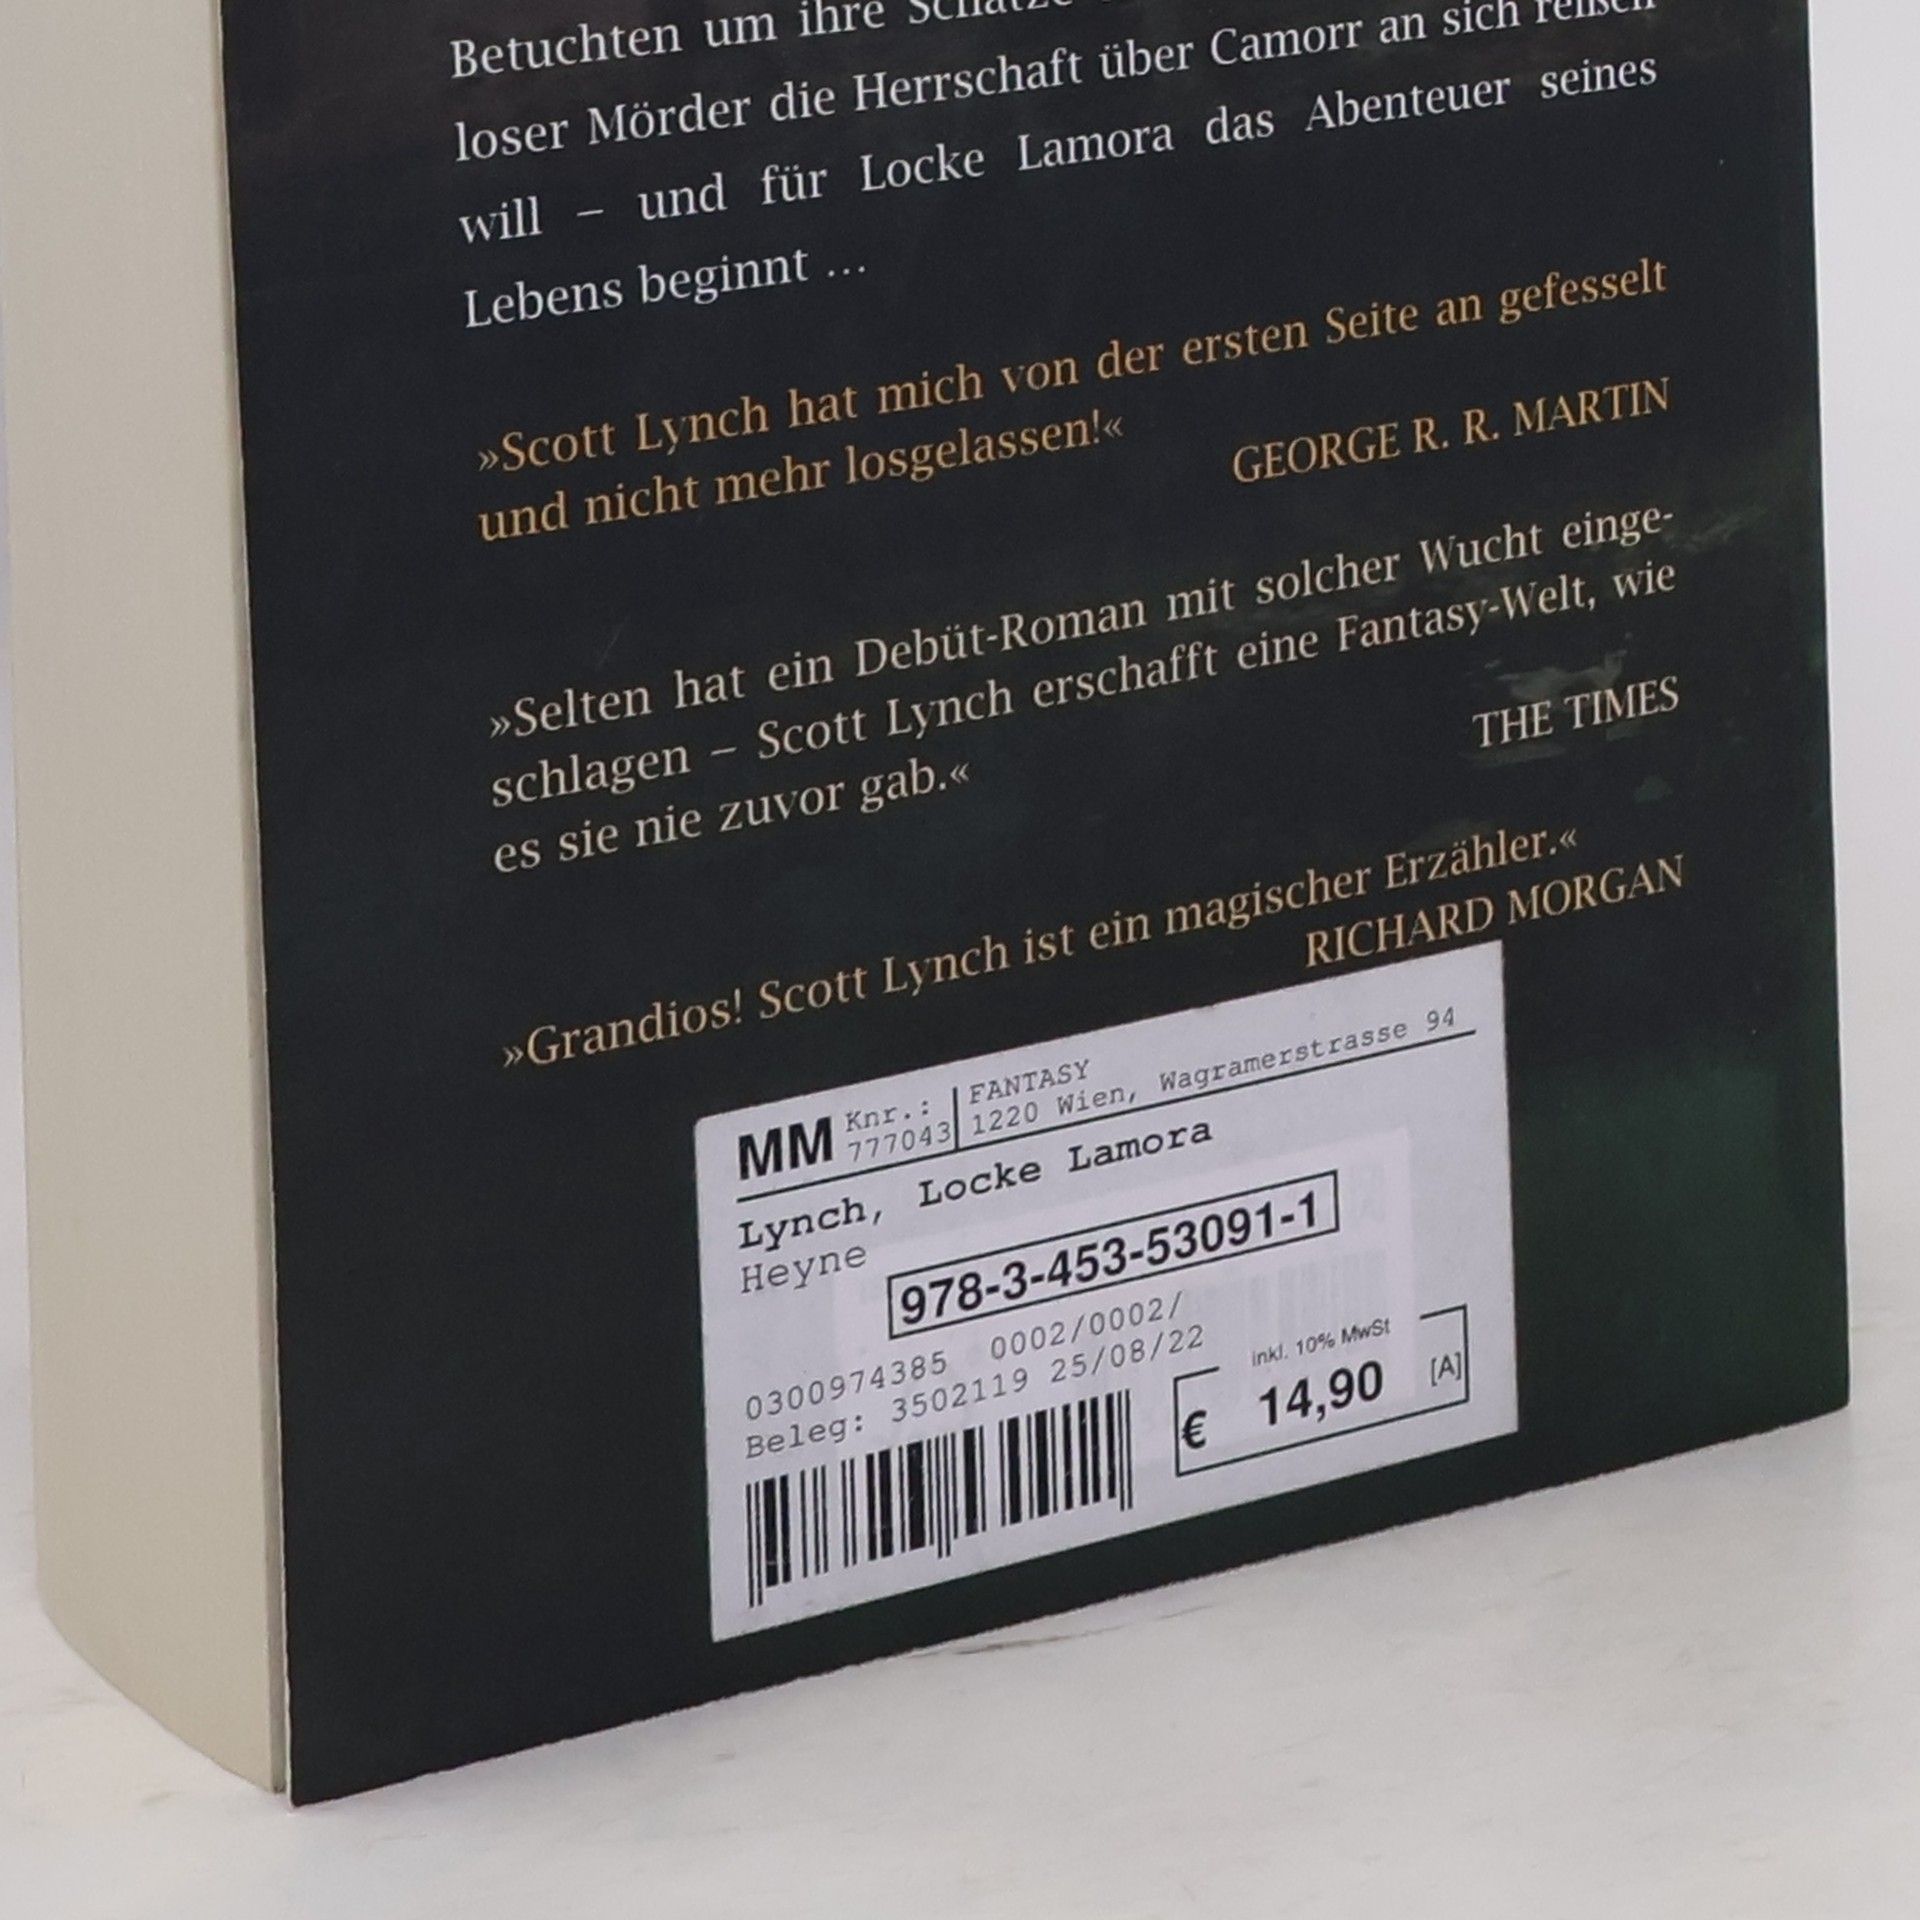 Betuchten um ihre
loser Mörder die Herrschaft über Camorr an sich reißen
will – und für Locke Lamora das Abenteuer seines
Lebens beginnt ...
»Scott Lynch hat mich von der ersten Seite an gefesselt
und nicht mehr losgelassen!«
GEORGE R. R. MARTIN
»Selten hat ein Debüt-Roman mit solcher Wucht einge-
schlagen – Scott Lynch erschafft eine Fantasy-Welt, wie
es sie nie zuvor gab.«
THE TIMES
»Grandios! Scott Lynch ist ein magischer Erzähler.«
RICHARD MORGAN
MM Knr.: 777043
FANTASY
1220 Wien, Wagramerstrasse 94
Lynch, Locke Lamora
Heyne
978-3-453-53091-1
0300974385 0002/0002/
Beleg: 3502119 25/08/22
inkl. 10% MwSt
€ 14,90 [A]